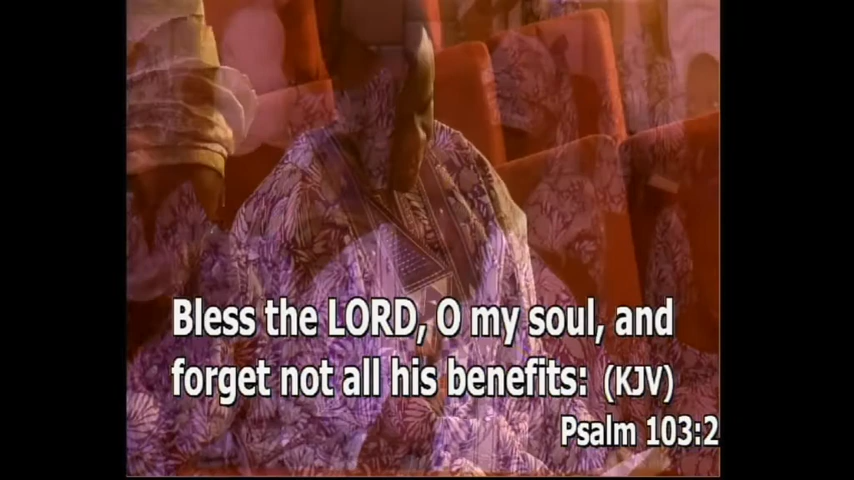 Bless the LORD, O my soul, and
forget not all his benefits: (KJV)
Psalm 103:2